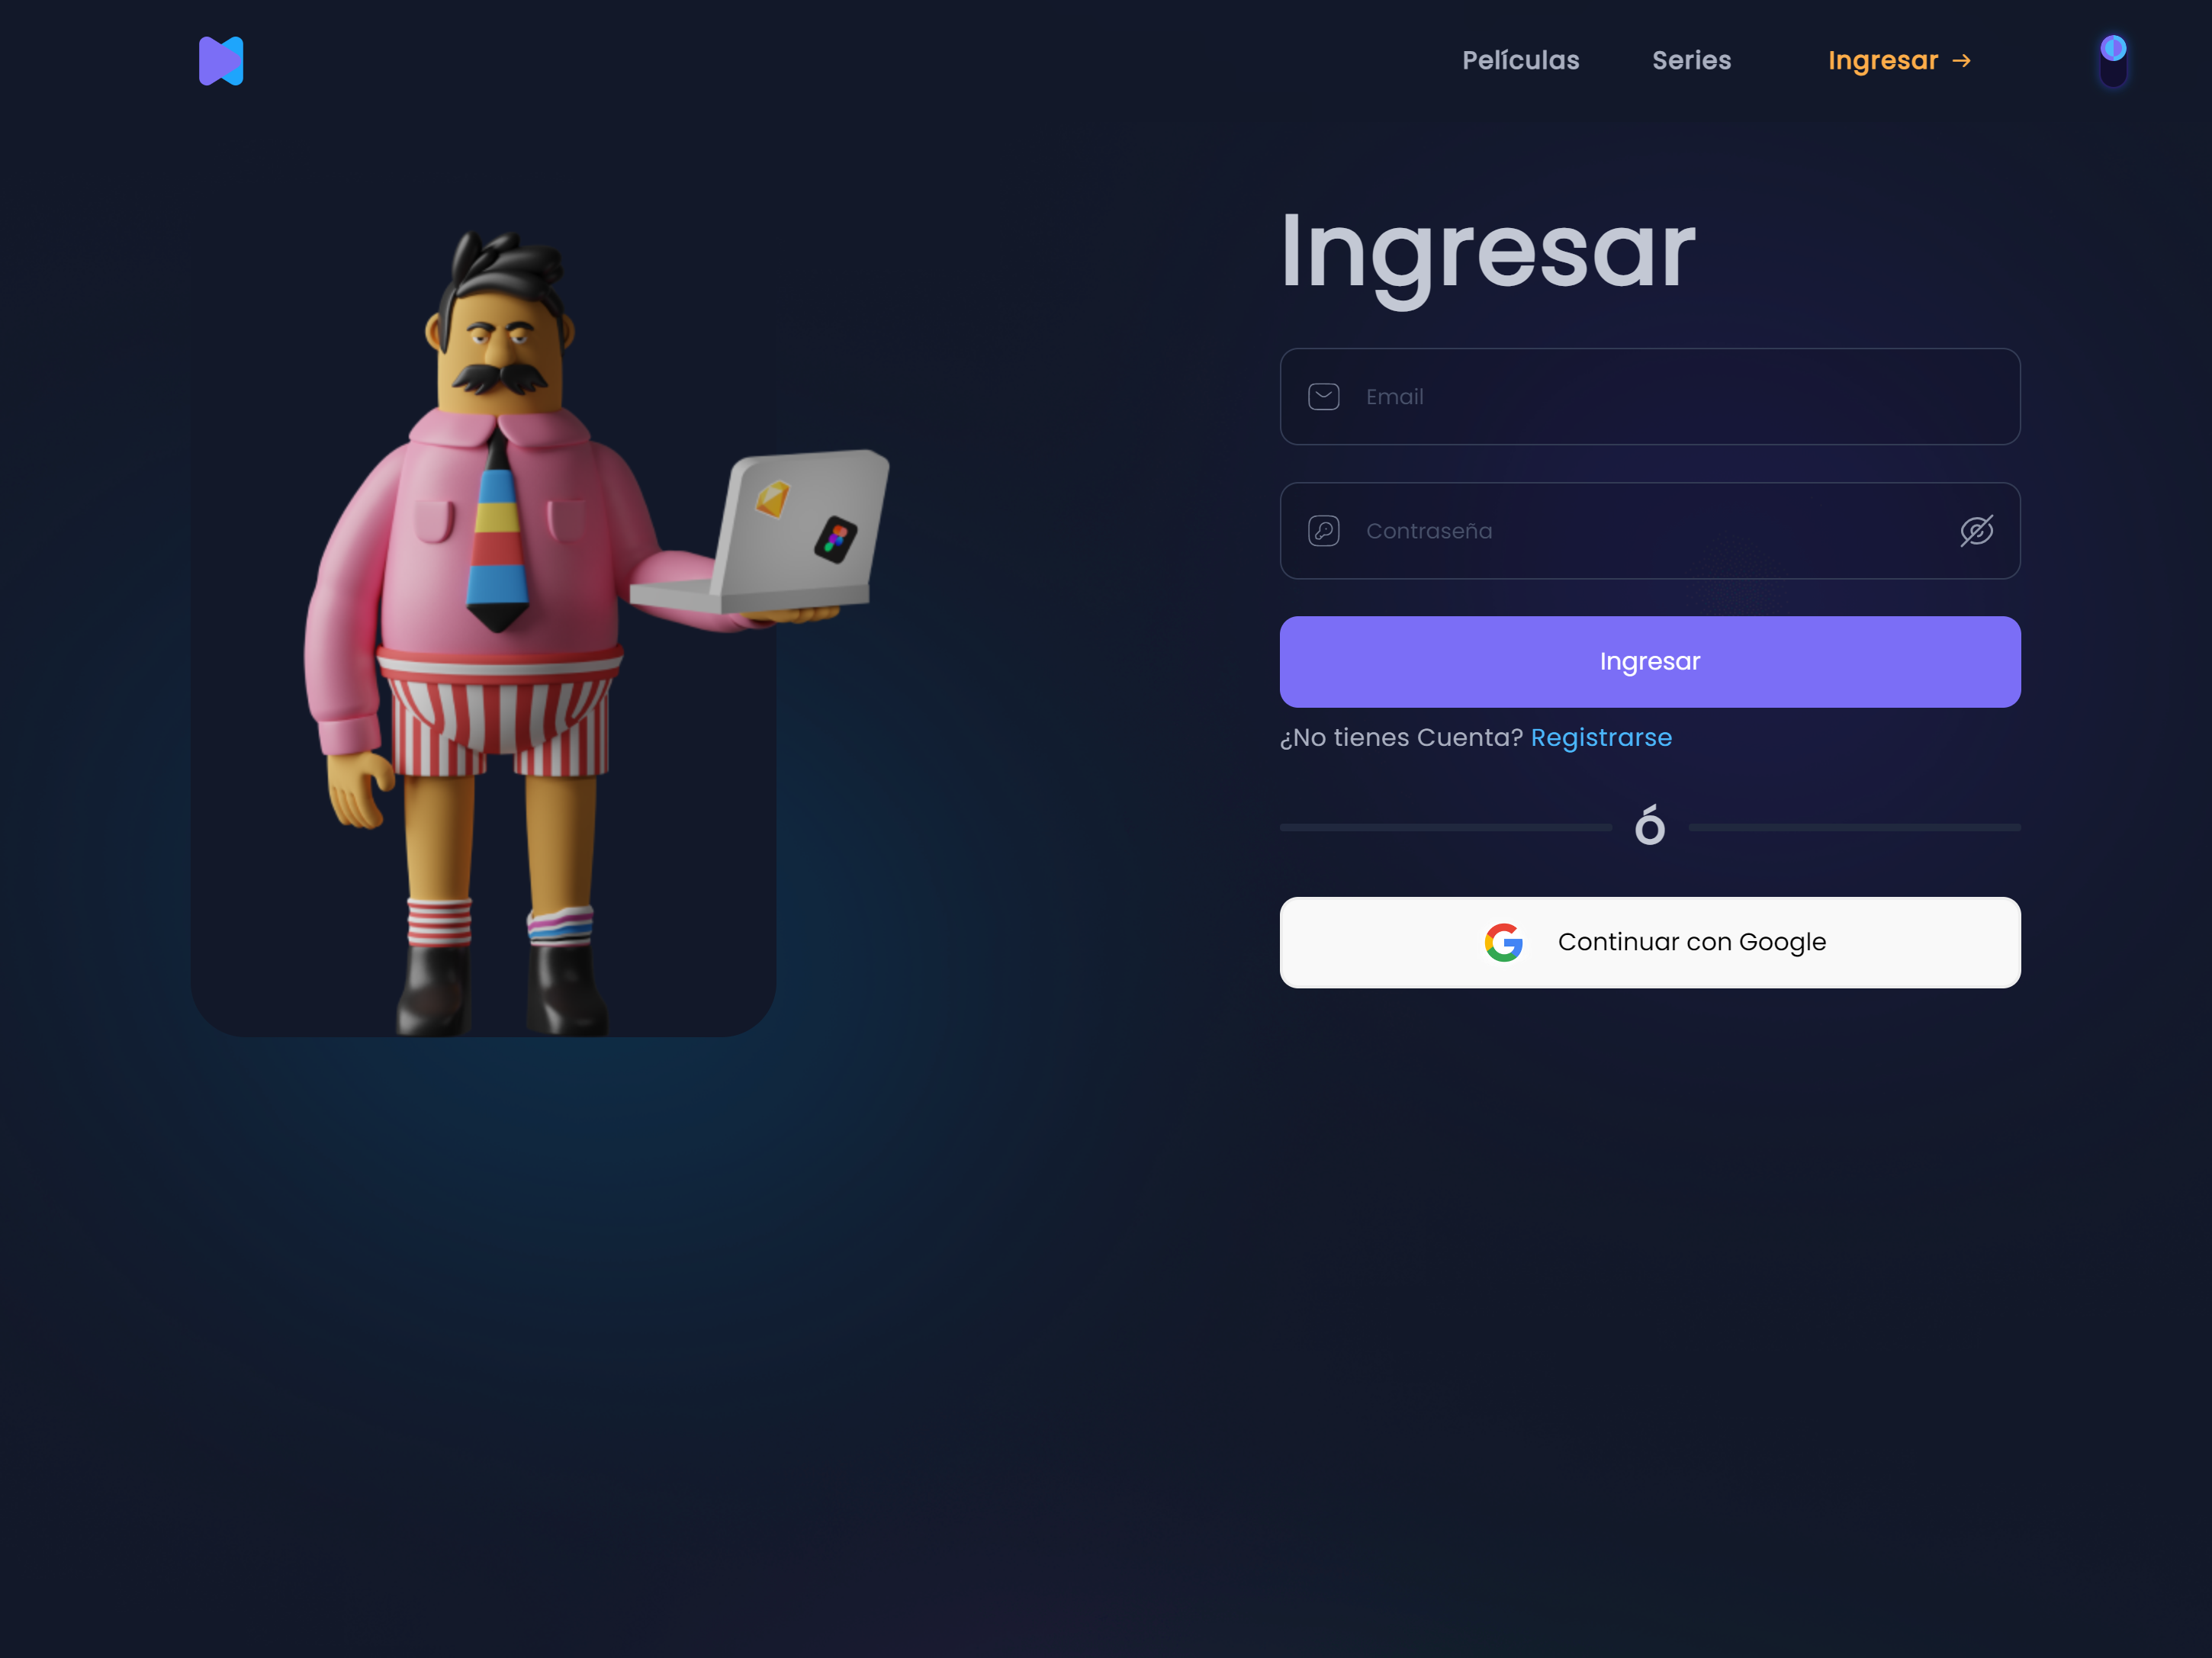 Películas Series Ingresar →
Ingresar
Email
Contraseña
Ingresar
¿No tienes Cuenta? Registrarse
ó
Continuar con Google